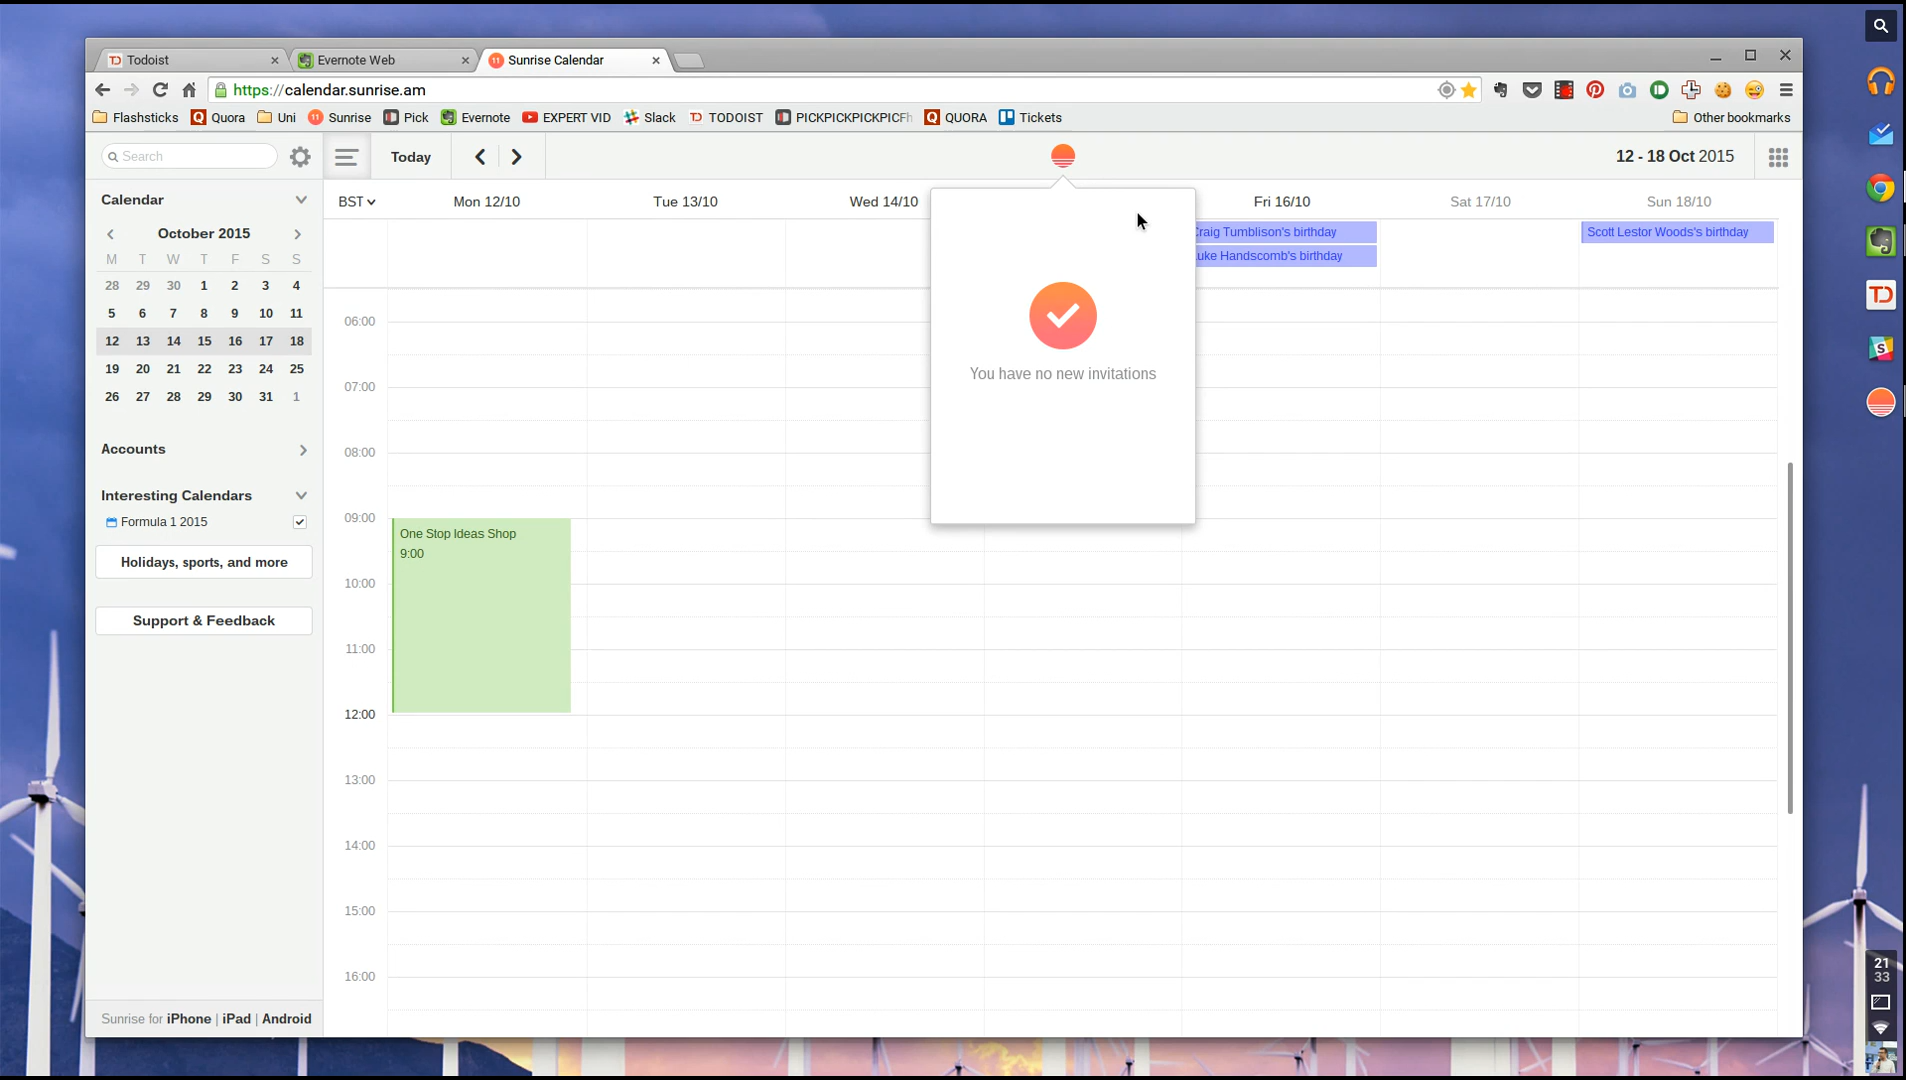 Todoist
Evernote Web
Sunrise Calendar
https://calendar.sunrise.am
Flashsticks
Quora
Uni
Sunrise
Pick
Evernote
EXPERT VID
Slack
TODOIST
PICKPICKPICKPICFh
QUORA
Tickets
Other bookmarks
Search
Today
12 - 18 Oct 2015
Calendar
October 2015
M T W T F S S
28 29 30 1 2 3 4
5 6 7 8 9 10 11
12 13 14 15 16 17 18
19 20 21 22 23 24 25
26 27 28 29 30 31 1
Accounts
Interesting Calendars
Formula 1 2015
Holidays, sports, and more
Support & Feedback
Sunrise for iPhone | iPad | Android
BST
Mon 12/10
Tue 13/10
Wed 14/10
Fri 16/10
Sat 17/10
Sun 18/10
Craig Tumblison's birthday
Luke Handscomb's birthday
Scott Lestor Woods's birthday
You have no new invitations
06:00
07:00
08:00
09:00
One Stop Ideas Shop
9:00
10:00
11:00
12:00
13:00
14:00
15:00
16:00
21
33